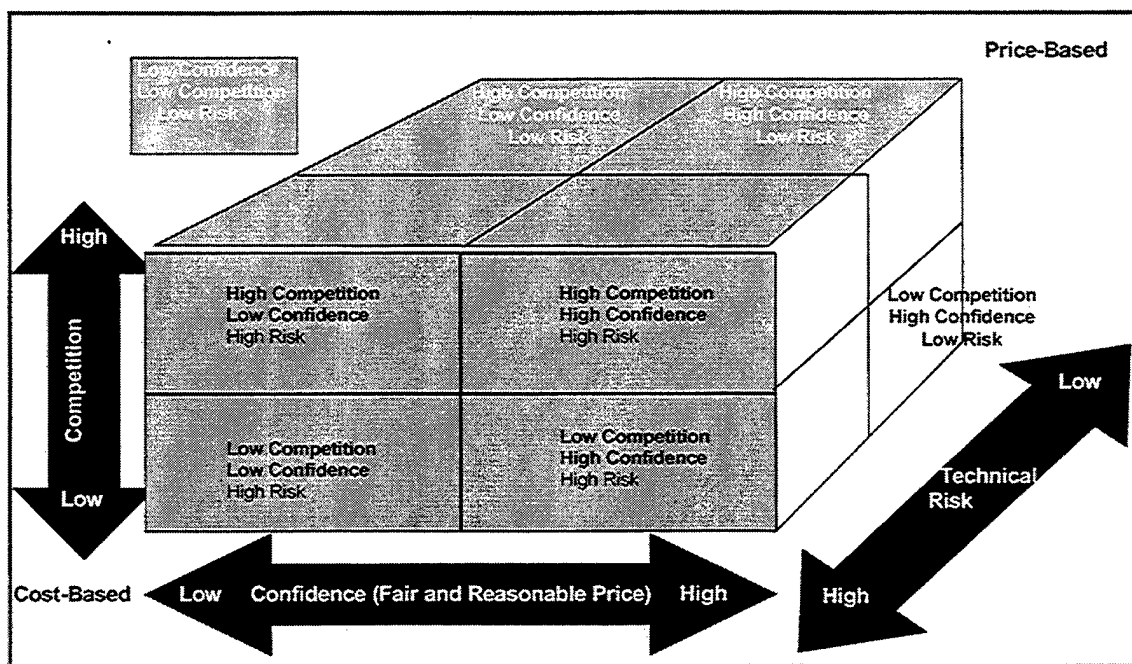 Price-Based
Low Confidence
Low Competition
Low Risk
High Competition
Low Confidence
Low Risk
High Competition
High Confidence
Low Risk
High
Competition
Low
High Competition
Low Confidence
High Risk
High Competition
High Confidence
High Risk
Low Competition
High Confidence
Low Risk
Low Competition
Low Confidence
High Risk
Low Competition
High Confidence
High Risk
Low
Technical
Risk
High
Cost-Based
Low Confidence (Fair and Reasonable Price) High